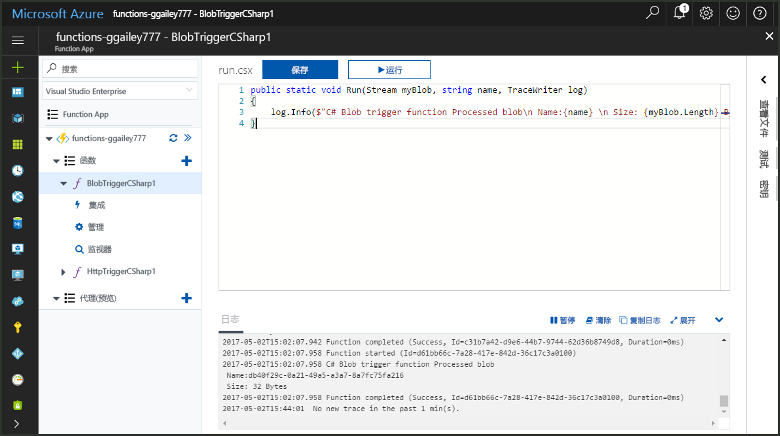 Microsoft Azure functions-ggailey777 - BlobTriggerCSharp1
1
functions-ggailey777 - BlobTriggerCSharp1
Function App
搜索
Visual Studio Enterprise
Function App
functions-ggailey777
函数
BlobTriggerCSharp1
集成
管理
监视器
HttpTriggerCSharp1
代理(预览)
run.csx 保存 运行
1 public static void Run(Stream myBlob, string name, TraceWriter log)
2 {
3 log.Info($"C# Blob trigger function Processed blob\n Name:{name} \n Size: {myBlob.Length} B
4 }
查看文件
测试
密钥
日志 暂停 清除 复制日志 展开
2017-05-02T15:02:07.942 Function completed (Success, Id=c31b7a42-d9e6-44b7-9744-62d36b8749d8, Duration=0ms)
2017-05-02T15:02:07.958 Function started (Id=d61bb66c-7a28-417e-842d-36c17c3a0100)
2017-05-02T15:02:07.958 C# Blob trigger function Processed blob
Name:db40f29c-0a21-49a5-a3a7-8a7fc75fa216
Size: 32 Bytes
2017-05-02T15:02:07.958 Function completed (Success, Id=d61bb66c-7a28-417e-842d-36c17c3a0100, Duration=0ms)
2017-05-02T15:44:01 No new trace in the past 1 min(s).